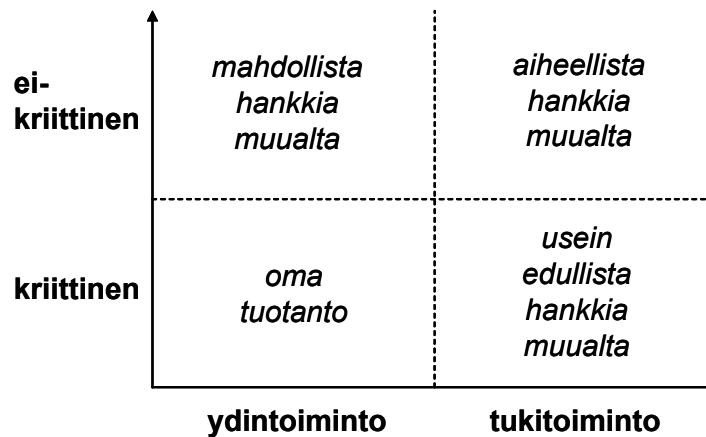 ei-
kriittinen
mahdollista
hankkia
muualta
aiheellista
hankkia
muualta
kriittinen
oma
tuotanto
usein
edullista
hankkia
muualta
ydintoiminto
tukitoiminto